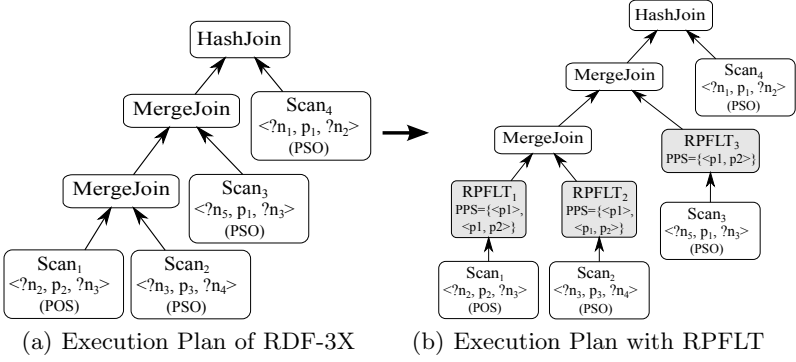 HashJoin
MergeJoin
Scan₄
<?n₁, p₁, ?n₂>
(PSO)
MergeJoin
Scan₃
<?n₅, p₁, ?n₃>
(PSO)
Scan₁
<?n₂, p₂, ?n₃>
(POS)
Scan₂
<?n₃, p₃, ?n₄>
(PSO)
(a) Execution Plan of RDF-3X
HashJoin
MergeJoin
Scan₄
<?n₁, p₁, ?n₂>
(PSO)
MergeJoin
RPFLT₃
PPS={<p1, p2>}
RPFLT₁
PPS={<p1>,
<p1, p2>}
RPFLT₂
PPS={<p1>,
<p₁, p₂>}
Scan₃
<?n₅, p₁, ?n₃>
(PSO)
Scan₁
<?n₂, p₂, ?n₃>
(POS)
Scan₂
<?n₃, p₃, ?n₄>
(PSO)
(b) Execution Plan with RPFLT